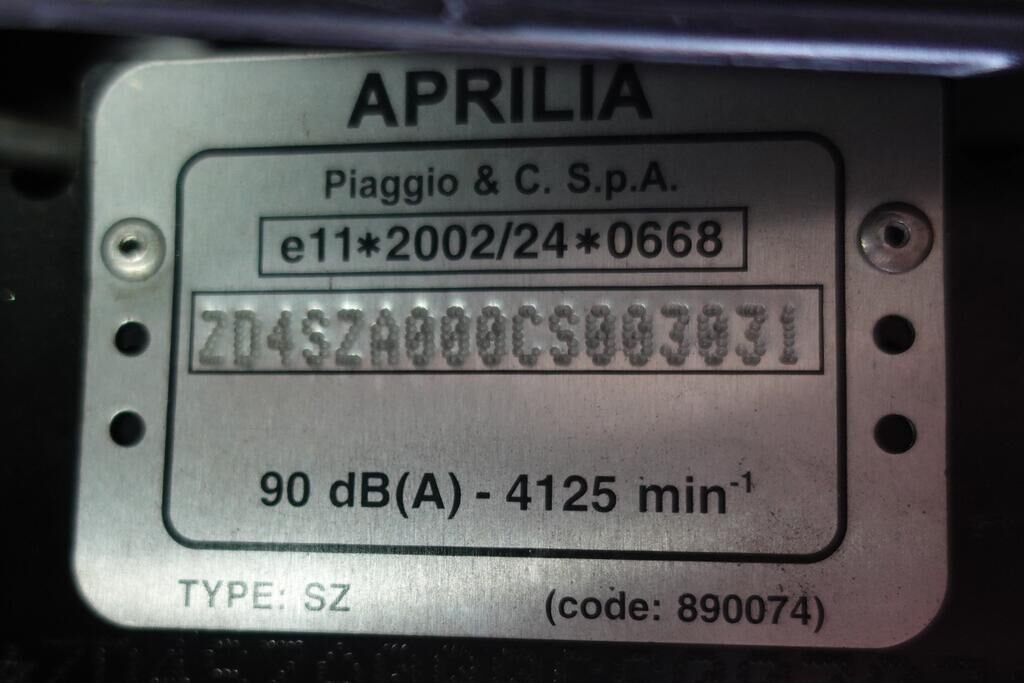 APRILIA
Piaggio & C. S.p.A.
e11*2002/24*0668
ZD4SZA000CS003031
90 dB(A) - 4125 min⁻¹
TYPE: SZ
(code: 890074)